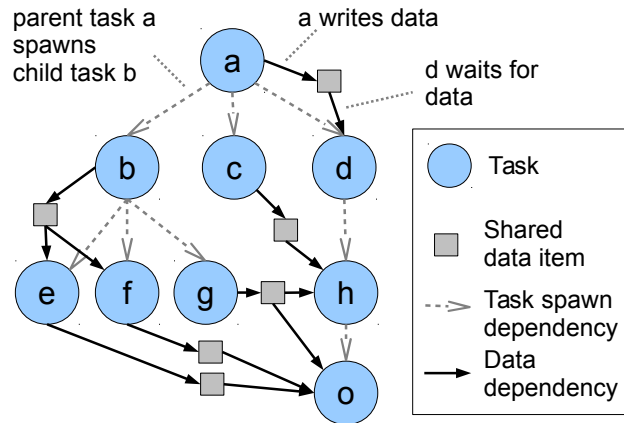 parent task a
spawns
child task b
a writes data
a
d waits for
data
b
c
d
Task
Shared
data item
e
f
g
h
Task spawn
dependency
Data
dependency
o